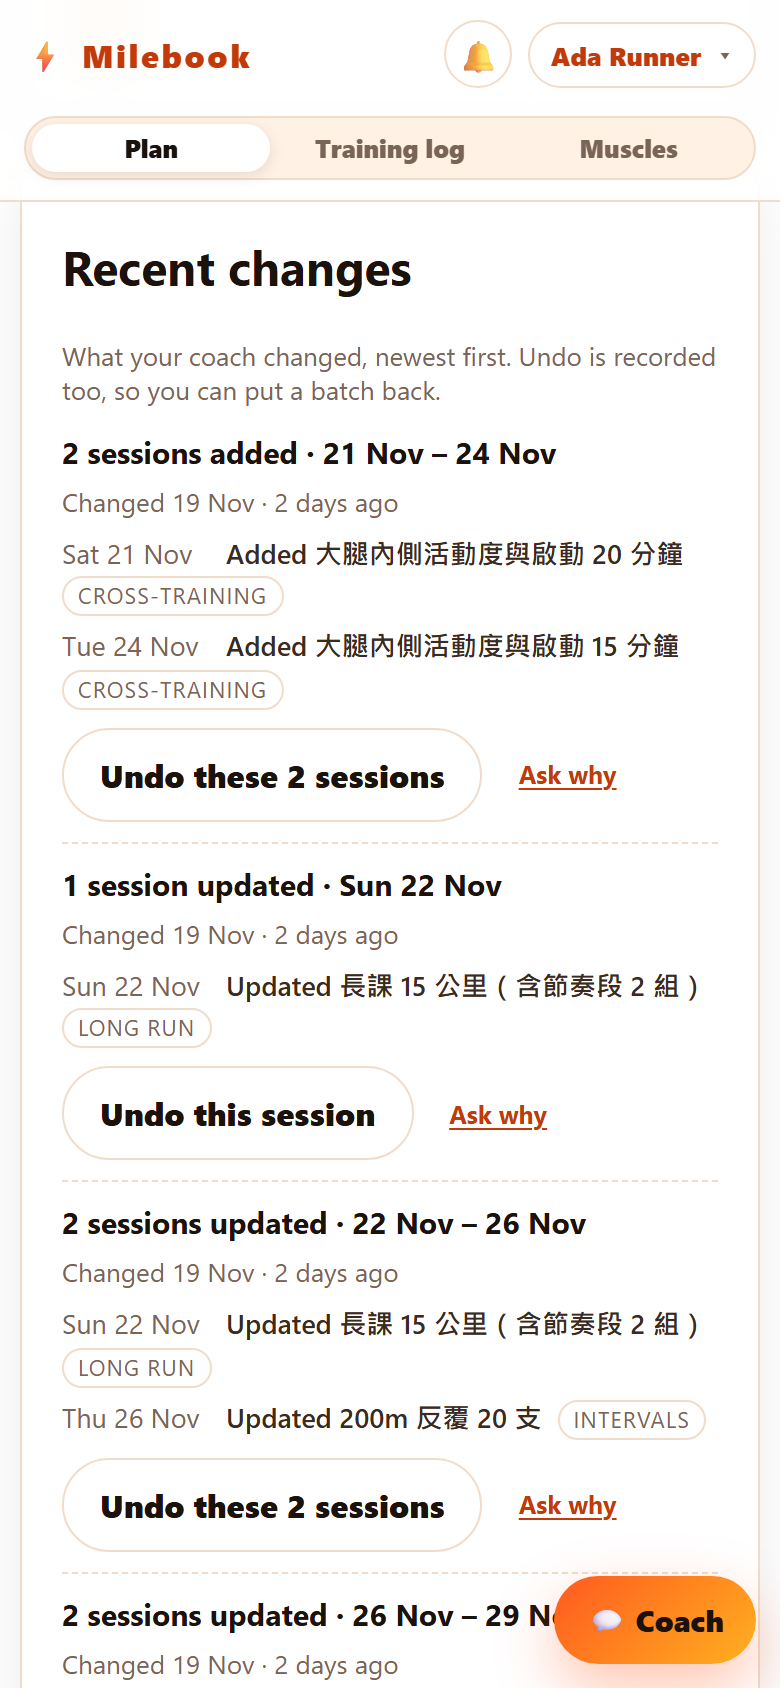 Milebook
Ada Runner
Plan
Training log
Muscles
Recent changes
What your coach changed, newest first. Undo is recorded
too, so you can put a batch back.
2 sessions added · 21 Nov – 24 Nov
Changed 19 Nov · 2 days ago
Sat 21 Nov Added 大腿內側活動度與啟動 20 分鐘
CROSS-TRAINING
Tue 24 Nov Added 大腿內側活動度與啟動 15 分鐘
CROSS-TRAINING
Undo these 2 sessions Ask why
1 session updated · Sun 22 Nov
Changed 19 Nov · 2 days ago
Sun 22 Nov Updated 長課 15 公里（含節奏段 2 組）
LONG RUN
Undo this session Ask why
2 sessions updated · 22 Nov – 26 Nov
Changed 19 Nov · 2 days ago
Sun 22 Nov Updated 長課 15 公里（含節奏段 2 組）
LONG RUN
Thu 26 Nov Updated 200m 反覆 20 支 INTERVALS
Undo these 2 sessions Ask why
2 sessions updated · 26 Nov – 29
Coach
Changed 19 Nov · 2 days ago